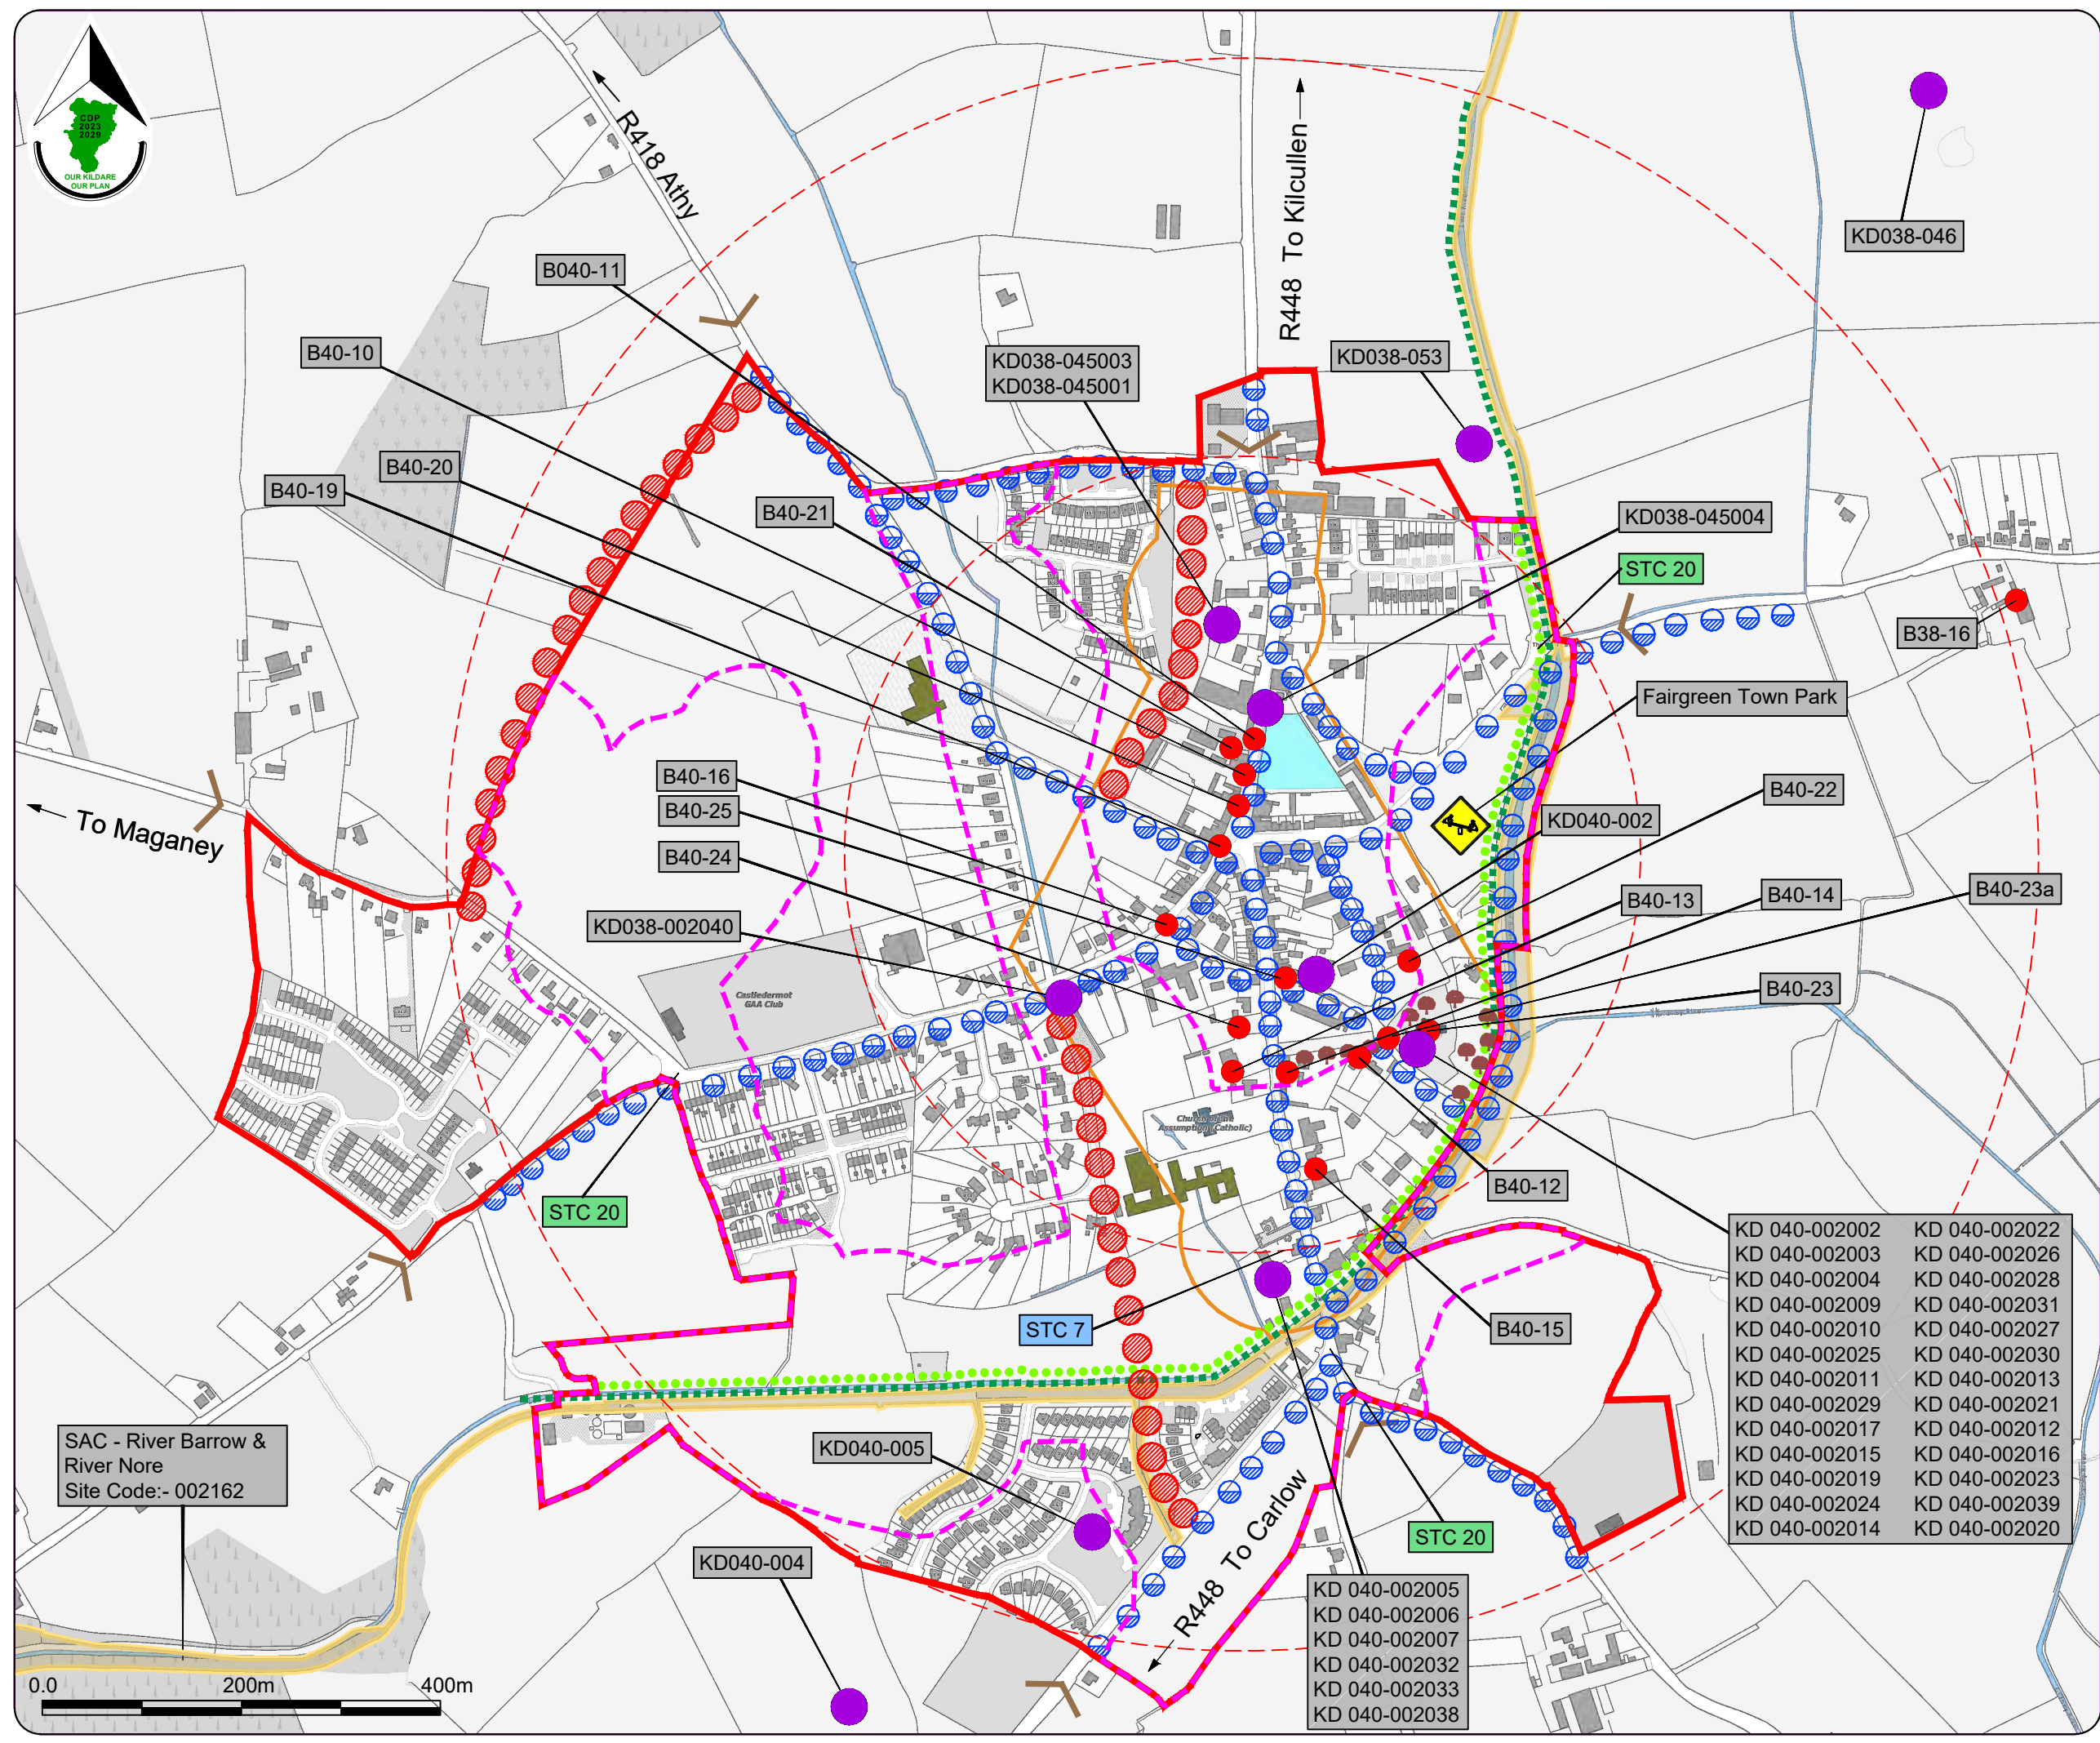 CDP
2023
2029
OUR KILDARE
OUR PLAN
R418 Athy
R448 To Kilcullen
KD038-046
B040-11
B40-10
KD038-045003
KD038-045001
KD038-053
B40-20
B40-19
B40-21
KD038-045004
STC 20
B38-16
Fairgreen Town Park
To Maganey
B40-16
B40-25
B40-24
B40-22
KD040-002
B40-13
B40-14
B40-23a
KD038-002040
B40-23
Castledermot
GAA Club
Church of the
Assumption (Catholic)
B40-12
STC 20
STC 7
B40-15
KD 040-002002 KD 040-002022
KD 040-002003 KD 040-002026
KD 040-002004 KD 040-002028
KD 040-002009 KD 040-002031
KD 040-002010 KD 040-002027
KD 040-002025 KD 040-002030
KD 040-002011 KD 040-002013
KD 040-002029 KD 040-002021
KD 040-002017 KD 040-002012
KD 040-002015 KD 040-002016
KD 040-002019 KD 040-002023
KD 040-002024 KD 040-002039
KD 040-002014 KD 040-002020
SAC - River Barrow &
River Nore
Site Code:- 002162
KD040-005
KD040-004
STC 20
R448 To Carlow
KD 040-002005
KD 040-002006
KD 040-002007
KD 040-002032
KD 040-002033
KD 040-002038
0.0 200m 400m